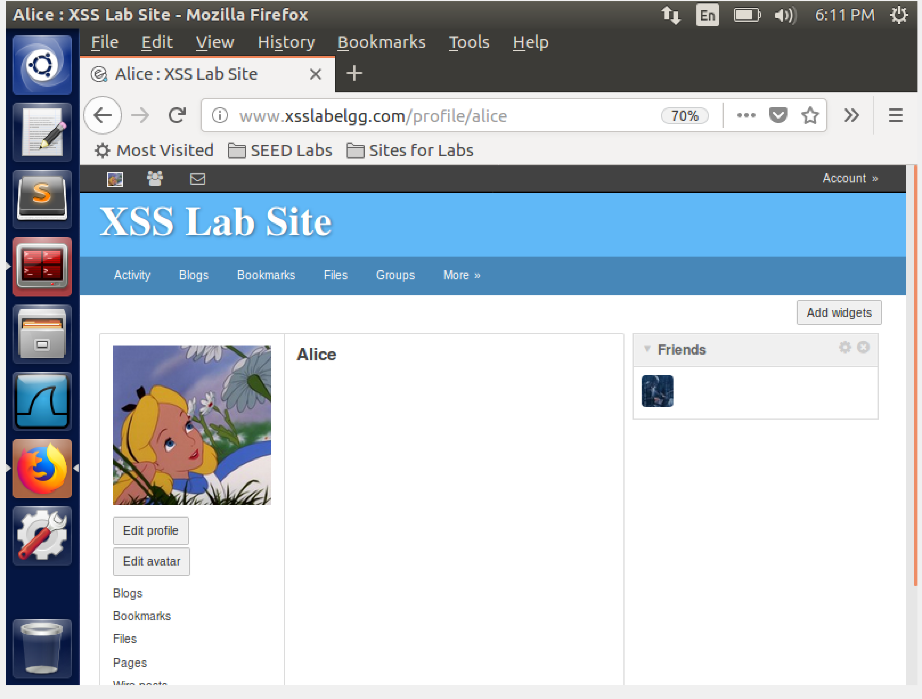 Alice : XSS Lab Site - Mozilla Firefox
En
6:11 PM
File Edit View History Bookmarks Tools Help
Alice : XSS Lab Site
www.xsslabelgg.com/profile/alice
70%
Most Visited SEED Labs Sites for Labs
Account »
XSS Lab Site
Activity Blogs Bookmarks Files Groups More »
Add widgets
Alice
Friends
Edit profile
Edit avatar
Blogs
Bookmarks
Files
Pages
Wire posts